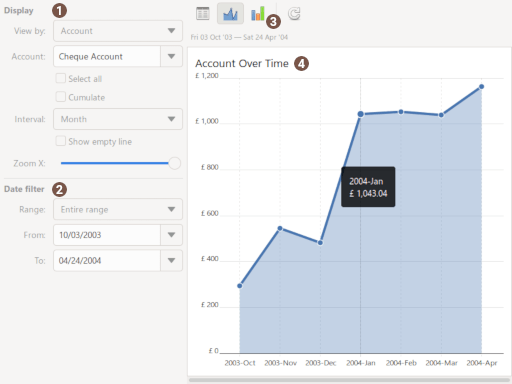 Display 1
View by: Account
Account: Cheque Account
Select all
Cumulate
Interval: Month
Show empty line
Zoom X:
Date filter 2
Range: Entire range
From: 10/03/2003
To: 04/24/2004
3
Fri 03 Oct '03 — Sat 24 Apr '04
Account Over Time 4
£ 1,200
£ 1,000
£ 800
£ 600
£ 400
£ 200
£ 0
2004-Jan
£ 1,043.04
2003-Oct 2003-Nov 2003-Dec 2004-Jan 2004-Feb 2004-Mar 2004-Apr